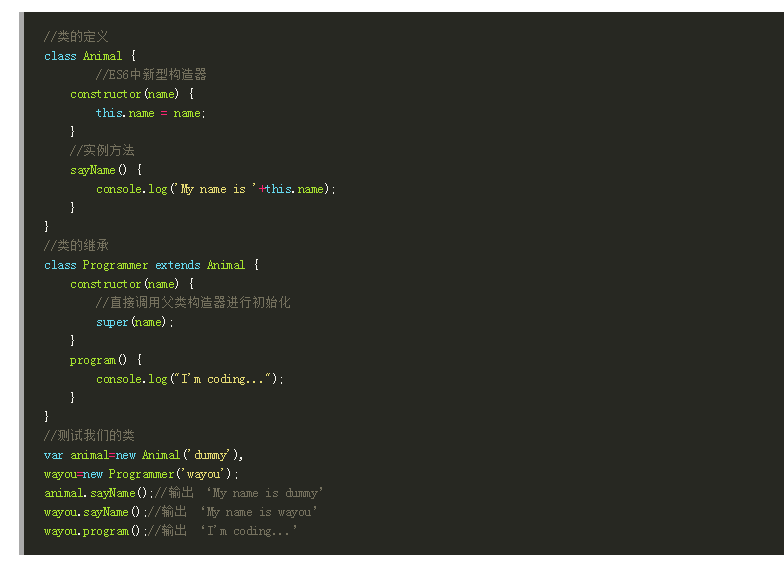 //类的定义
class Animal {
//ES6中新型构造器
constructor(name) {
this.name = name;
}
//实例方法
sayName() {
console.log('My name is '+this.name);
}
}
//类的继承
class Programmer extends Animal {
constructor(name) {
//直接调用父类构造器进行初始化
super(name);
}
program() {
console.log("I'm coding...");
}
}
//测试我们的类
var animal=new Animal('dummy'),
wayou=new Programmer('wayou');
animal.sayName();//输出 ‘My name is dummy’
wayou.sayName();//输出 ‘My name is wayou’
wayou.program();//输出 ‘I'm coding...’